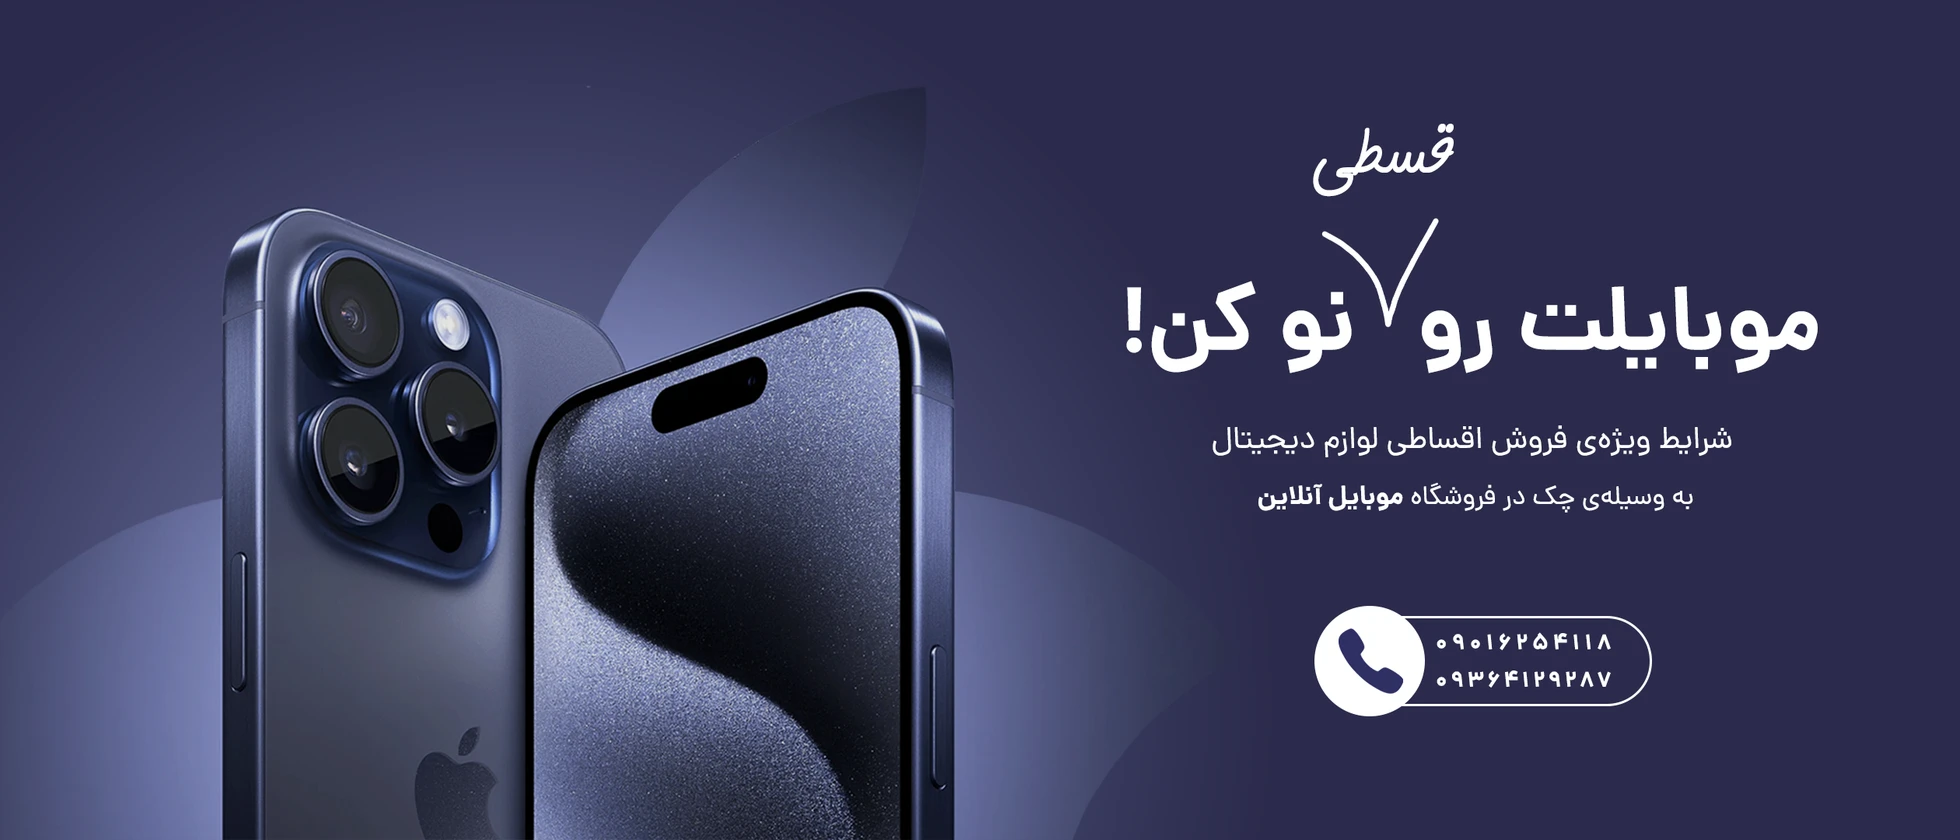 قسطی
موبایلت رو نو کن!
شرایط ویژه‌ی فروش اقساطی لوازم دیجیتال
به وسیله‌ی چک در فروشگاه موبایل آنلاین
۰۹۰۱۶۲۵۴۱۱۸
۰۹۳۶۴۱۲۹۲۸۷